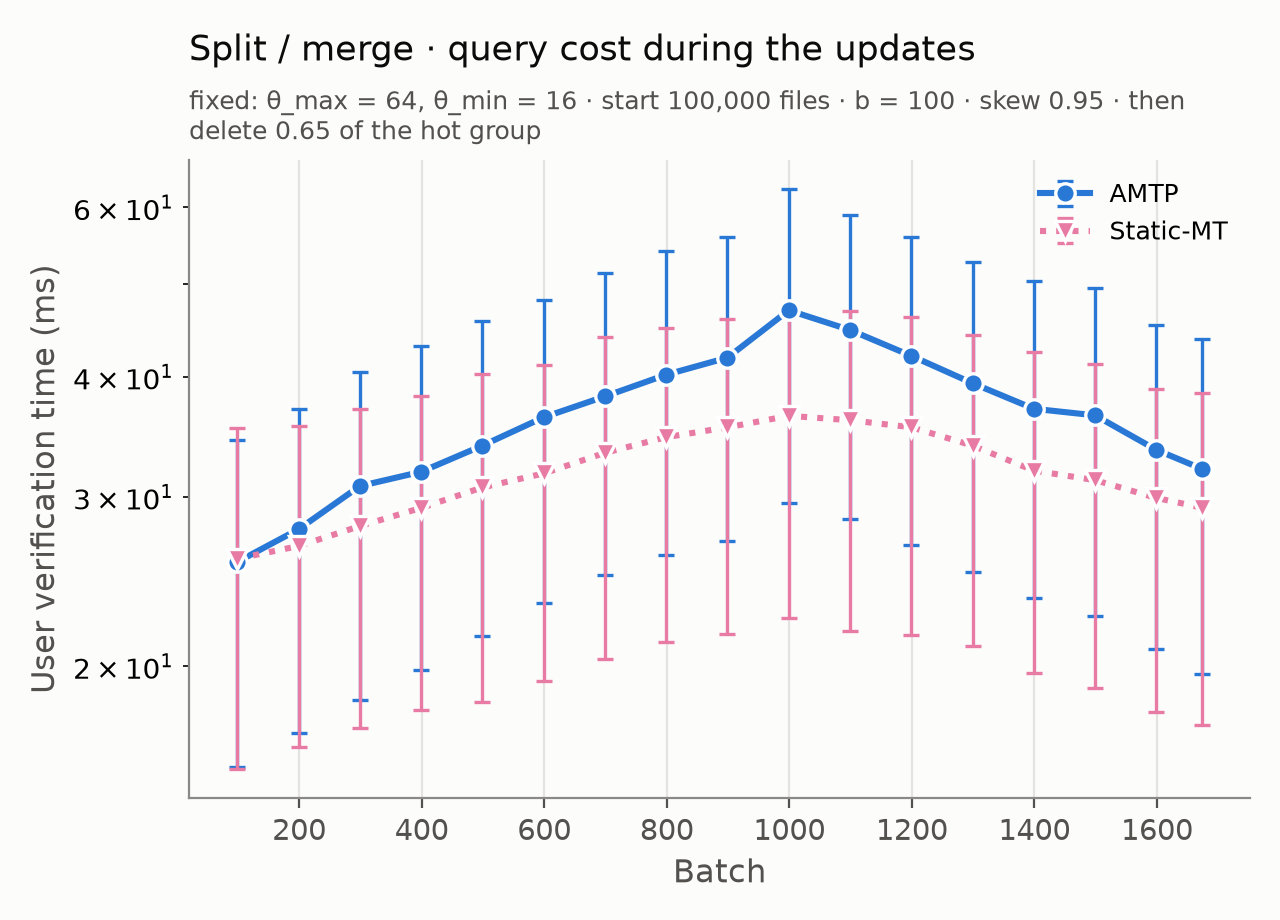 Split / merge · query cost during the updates
fixed: θ_max = 64, θ_min = 16 · start 100,000 files · b = 100 · skew 0.95 · then
delete 0.65 of the hot group
AMTP
Static-MT
User verification time (ms)
6 × 10¹
4 × 10¹
3 × 10¹
2 × 10¹
200 400 600 800 1000 1200 1400 1600
Batch